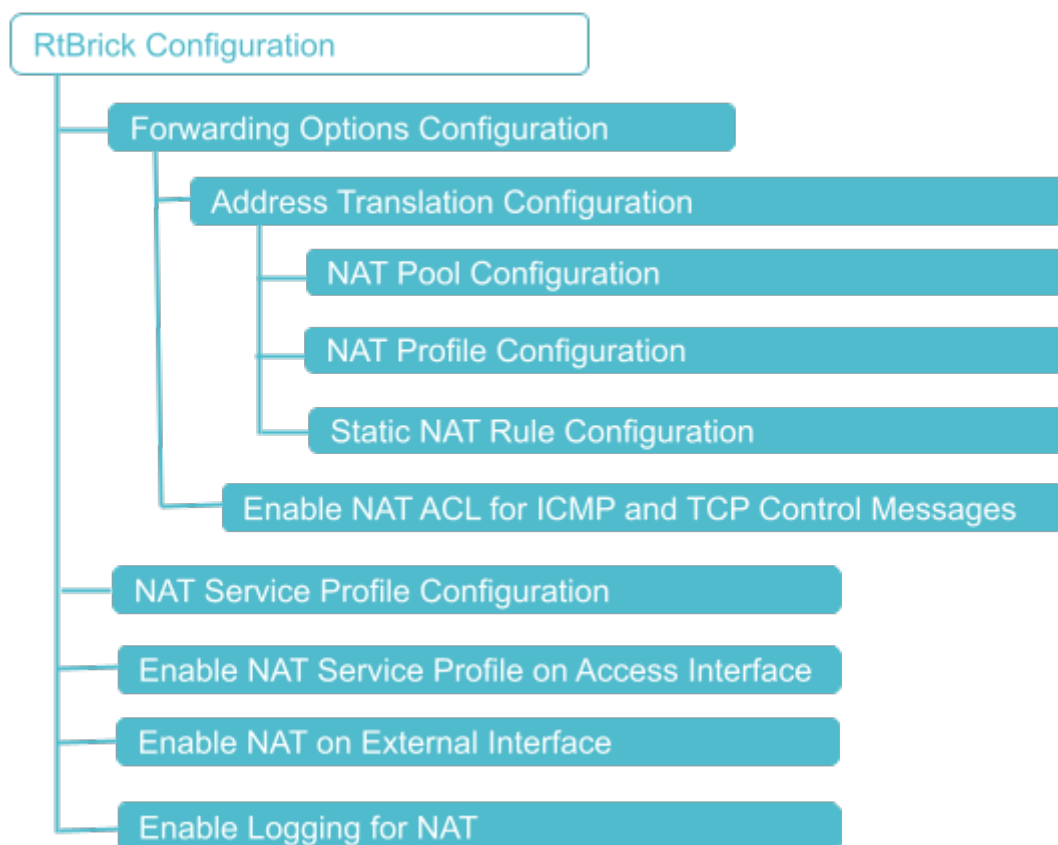 RtBrick Configuration
Forwarding Options Configuration
Address Translation Configuration
NAT Pool Configuration
NAT Profile Configuration
Static NAT Rule Configuration
Enable NAT ACL for ICMP and TCP Control Messages
NAT Service Profile Configuration
Enable NAT Service Profile on Access Interface
Enable NAT on External Interface
Enable Logging for NAT